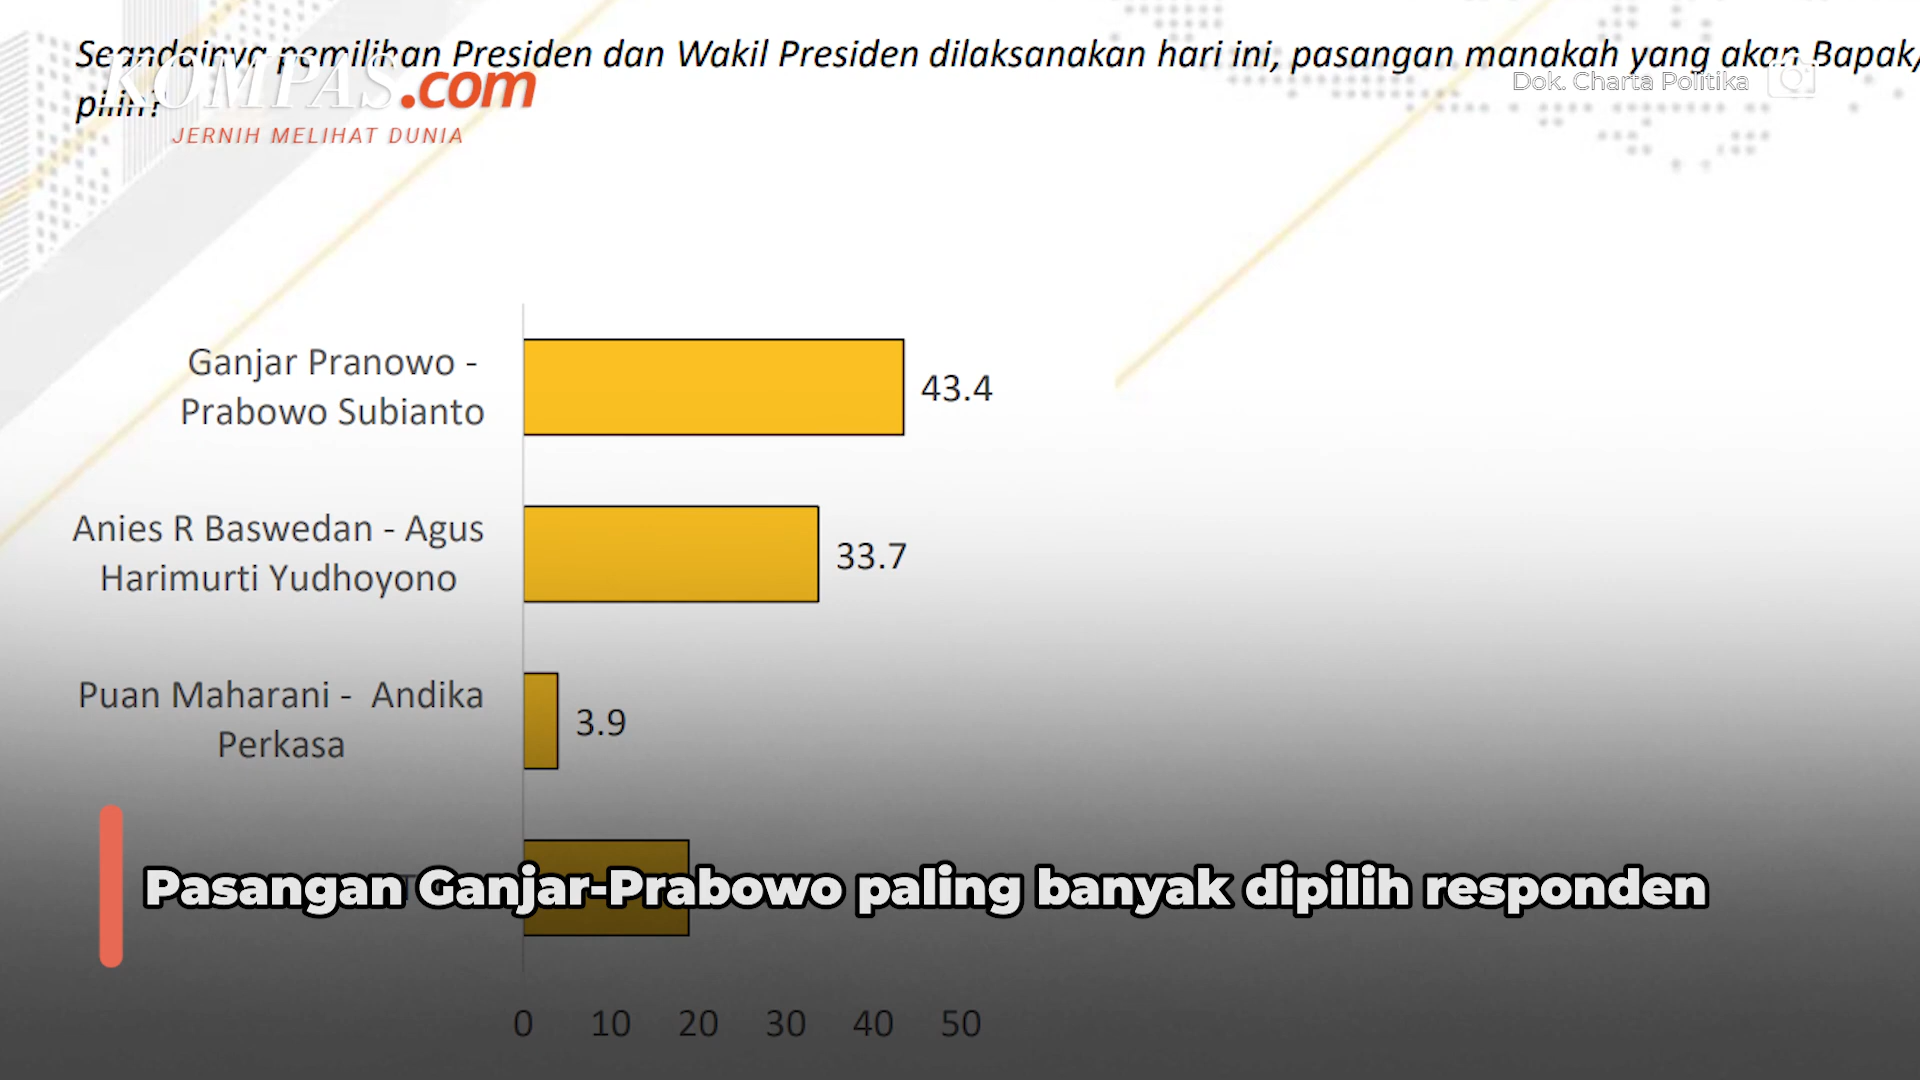 Seandainya pemilihan Presiden dan Wakil Presiden dilaksanakan hari ini, pasangan manakah yang akan Bapak/
pilih?
KOMPAS.com
JERNIH MELIHAT DUNIA
Dok. Charta Politika
Ganjar Pranowo -
Prabowo Subianto
43.4
Anies R Baswedan - Agus
Harimurti Yudhoyono
33.7
Puan Maharani - Andika
Perkasa
3.9
Pasangan Ganjar-Prabowo paling banyak dipilih responden
0 10 20 30 40 50